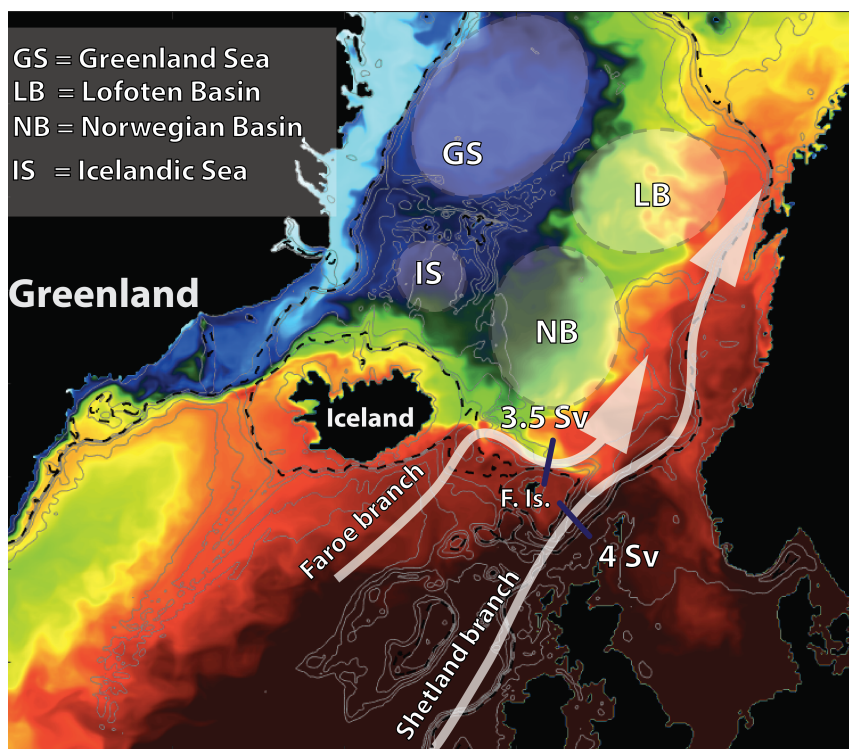 GS = Greenland Sea
LB = Lofoten Basin
NB = Norwegian Basin
IS = Icelandic Sea
GS
LB
IS
Greenland
NB
Iceland
3.5 Sv
F. Is.
Faroe branch
4 Sv
Shetland branch